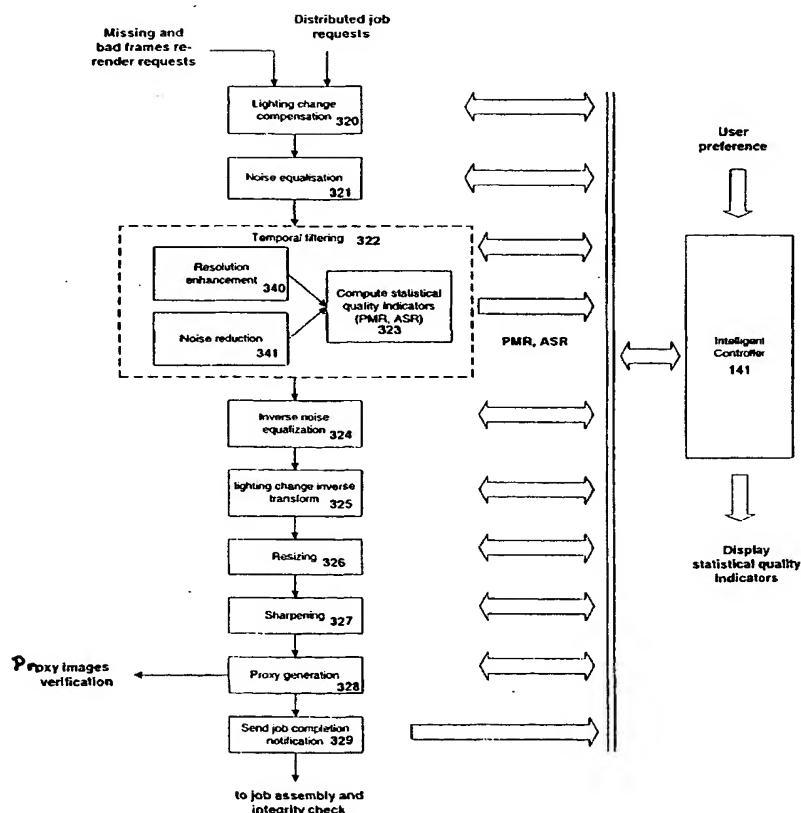 Missing and
bad frames re-
render requests
Distributed job
requests
Lighting change
compensation 320
Noise equalisation
321
Temporal filtering 322
Resolution
enhancement
340
Noise reduction
341
Compute statistical
quality indicators
(PMR, ASR)
323
PMR, ASR
Inverse noise
equalization
324
lighting change inverse
transform
325
Resizing
326
Sharpening
327
Proxy images
verification
Proxy generation
328
Send job completion
notification 329
to job assembly and
integrity check
User
preference
Intelligent
Controller
141
Display
statistical quality
indicators